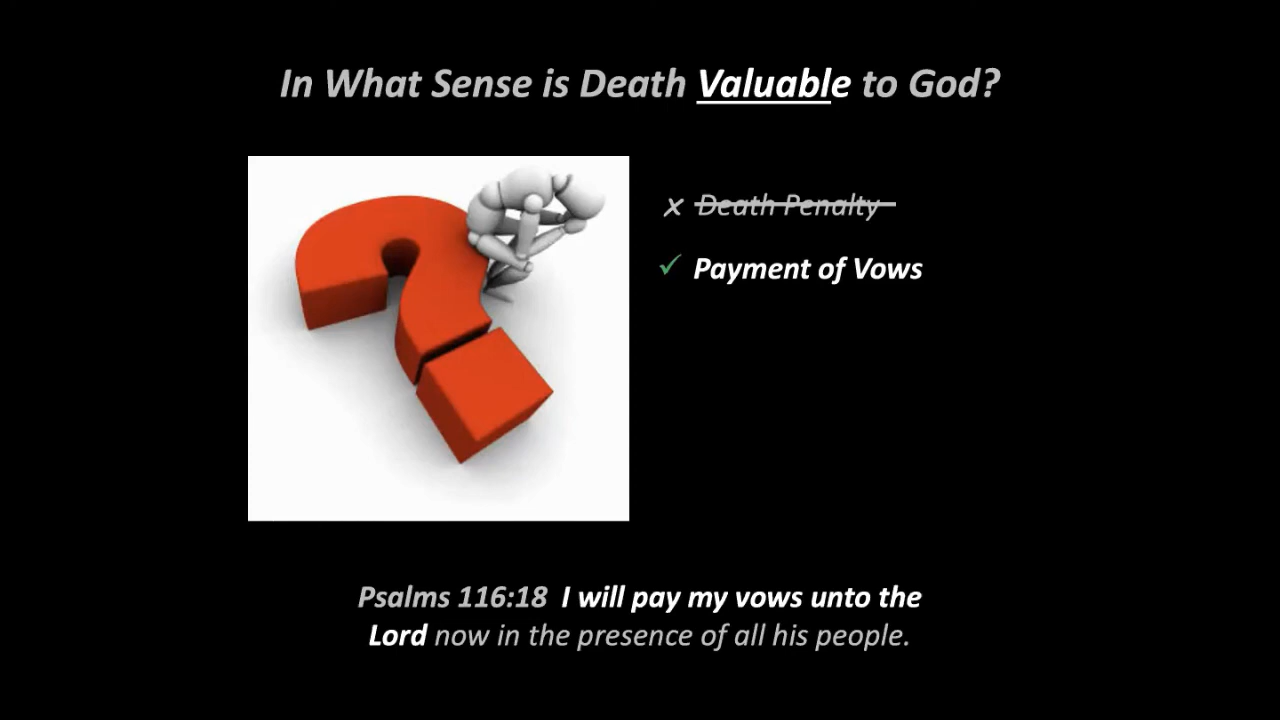 In What Sense is Death Valuable to God?
✗ Death Penalty
✓ Payment of Vows
Psalms 116:18 I will pay my vows unto the
Lord now in the presence of all his people.